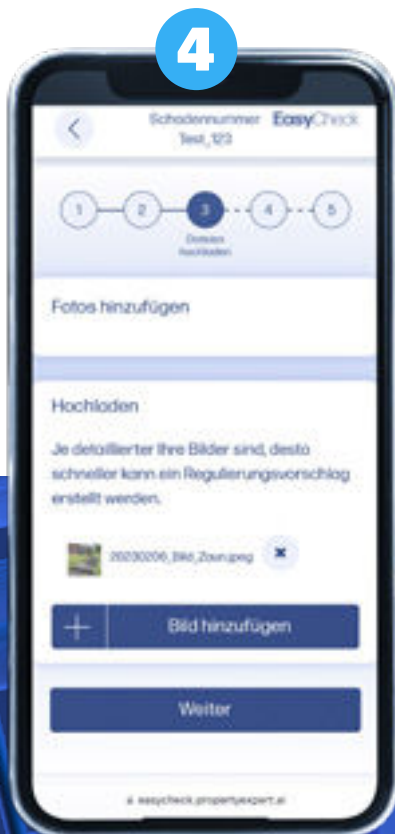 4
Schadennummer EasyCheck
Test_123
1 2 3 4 5
Dateien
hochladen
Fotos hinzufügen
Hochladen
Je detaillierter Ihre Bilder sind, desto
schneller kann ein Regulierungsvorschlag
erstellt werden.
20230206_Bild_Zaun.jpeg
Bild hinzufügen
Weiter
easycheck.propertyexpert.ai